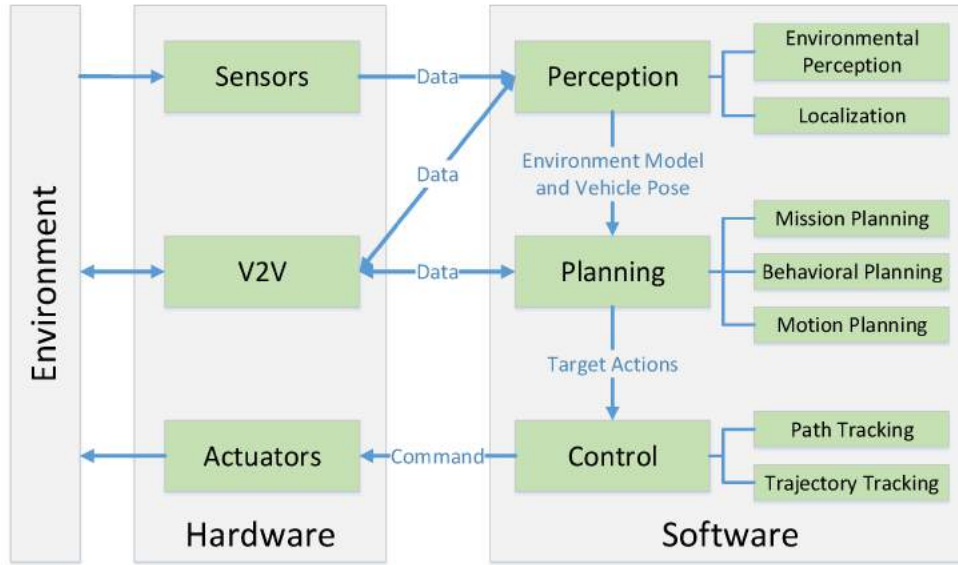 Environment
Sensors
Data
Perception
Environmental
Perception
Localization
Data
Environment Model
and Vehicle Pose
V2V
Data
Planning
Mission Planning
Behavioral Planning
Motion Planning
Target Actions
Actuators
Command
Control
Path Tracking
Trajectory Tracking
Hardware
Software